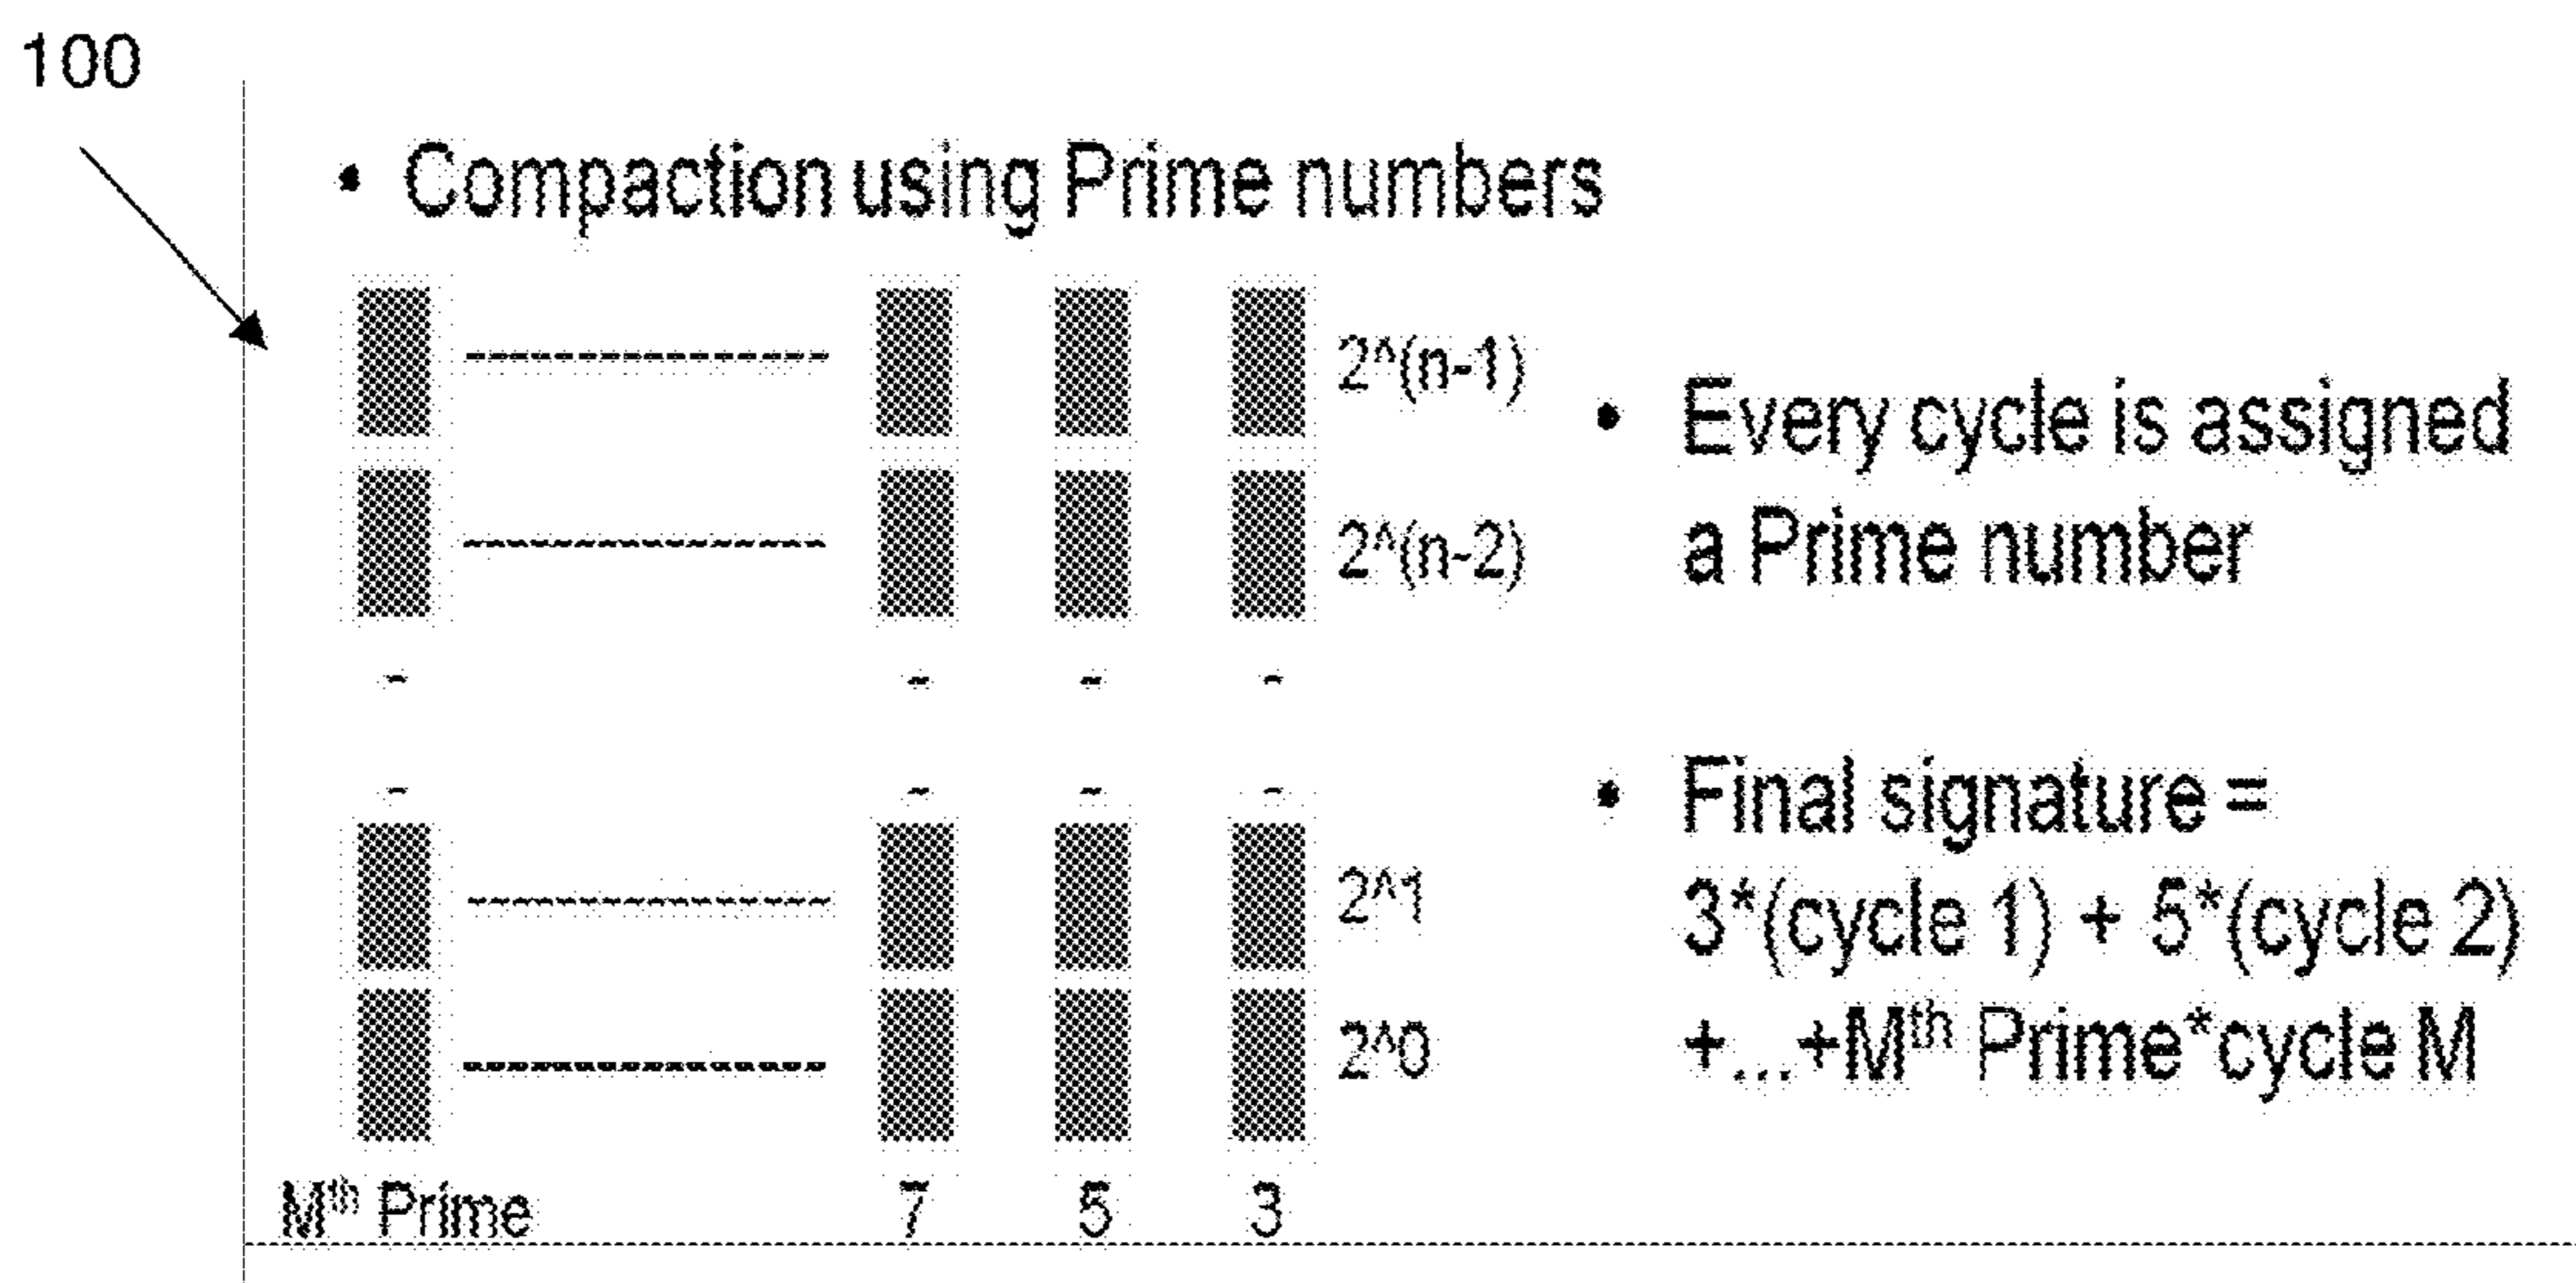 100
• Compaction using Prime numbers
2^(n-1)
2^(n-2)
2^1
2^0
Mth Prime 7 5 3
• Every cycle is assigned
a Prime number
• Final signature =
3*(cycle 1) + 5*(cycle 2)
+...+Mth Prime*cycle M